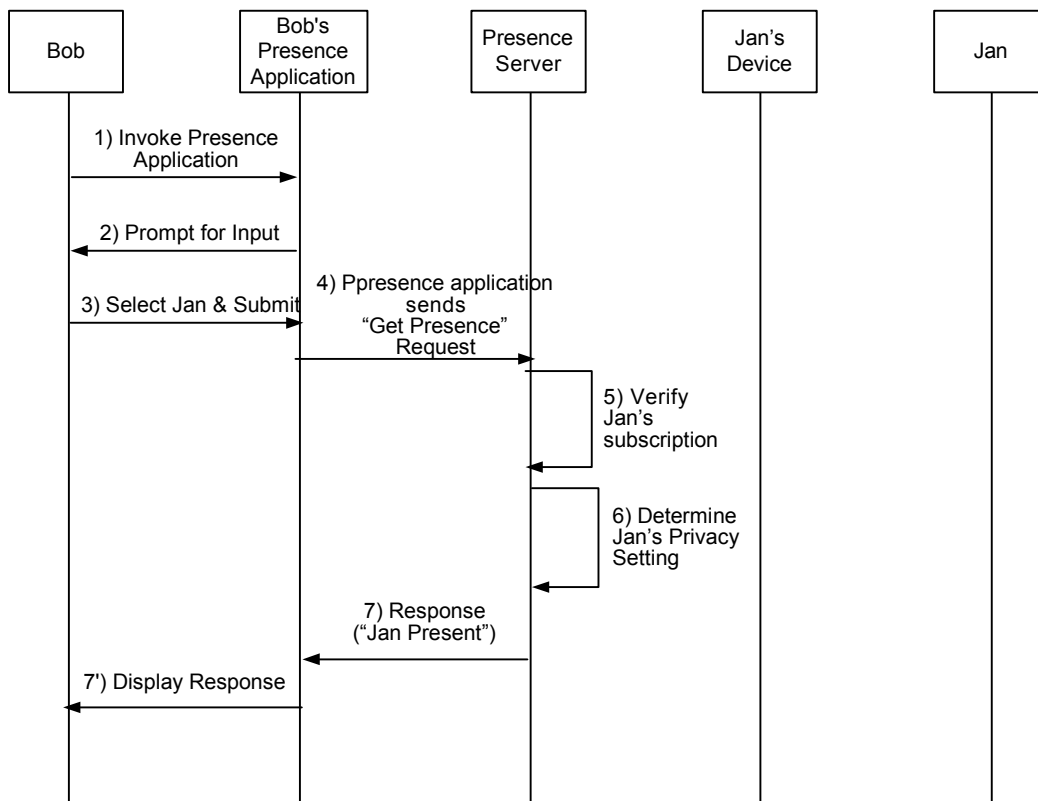 Bob
Bob's
Presence
Application
Presence
Server
Jan’s
Device
Jan
1) Invoke Presence
Application
2) Prompt for Input
3) Select Jan & Submit
4) Ppresence application
sends
“Get Presence”
Request
5) Verify
Jan’s
subscription
6) Determine
Jan’s Privacy
Setting
7) Response
(“Jan Present”)
7') Display Response